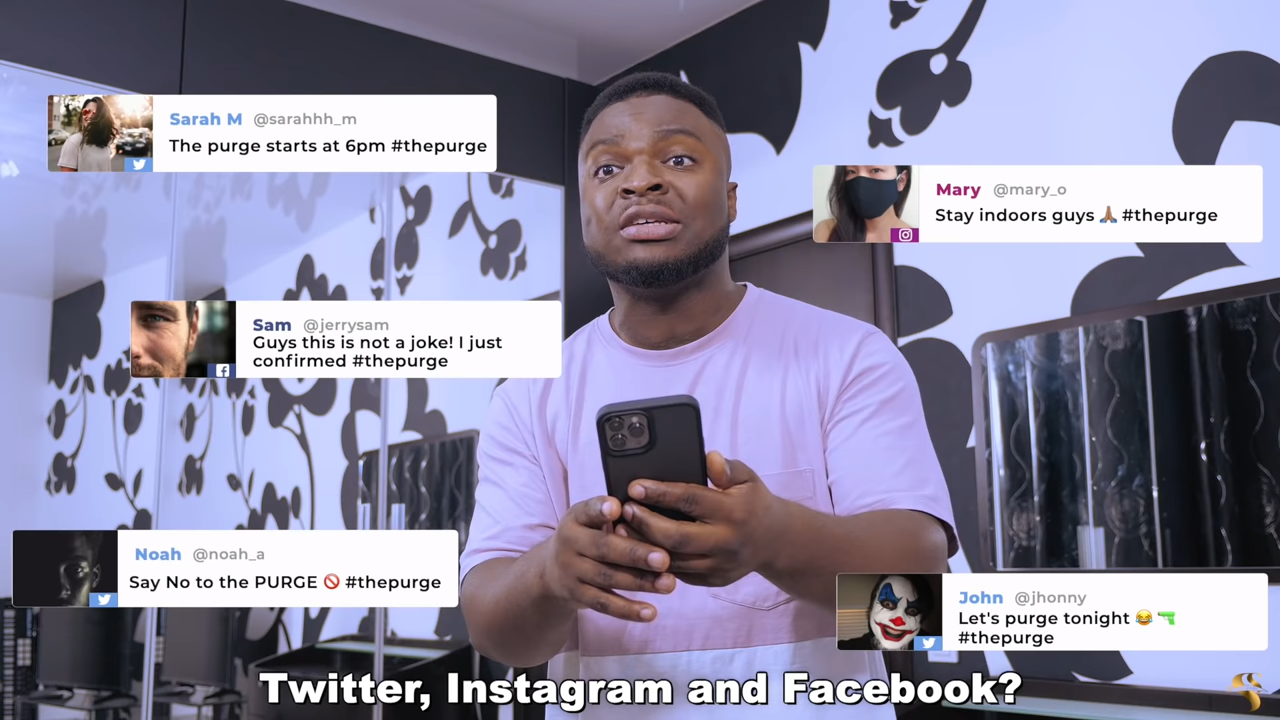 Sarah M @sarahhh_m
The purge starts at 6pm #thepurge
Mary @mary_o
Stay indoors guys 🙏🏽 #thepurge
Sam @jerrysam
Guys this is not a joke! I just
confirmed #thepurge
Noah @noah_a
Say No to the PURGE 🚫 #thepurge
John @jhonny
Let's purge tonight 😂🔫
#thepurge
Twitter, Instagram and Facebook?